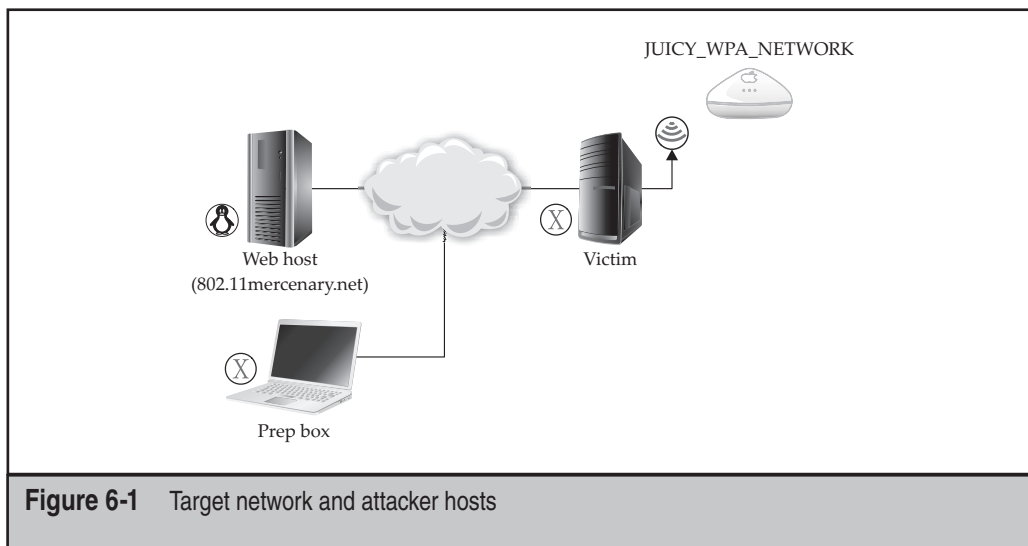 JUICY_WPA_NETWORK
X
Web host
(802.11mercenary.net)
Victim
X
Prep box
Figure 6-1 Target network and attacker hosts